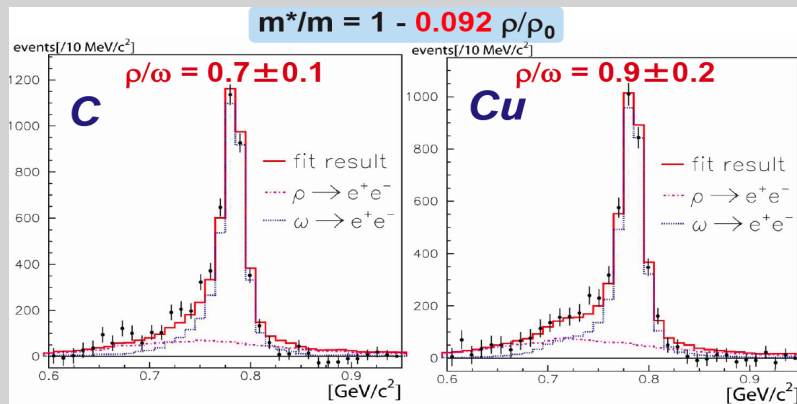 m*/m = 1 - 0.092 ρ/ρ₀
events[/10 MeV/c²]
ρ/ω = 0.7±0.1
C
1200
1000
800
600
400
200
0
fit result
ρ → e⁺e⁻
ω → e⁺e⁻
0.6 0.7 0.8 0.9
[GeV/c²]
events[/10 MeV/c²]
ρ/ω = 0.9±0.2
Cu
1000
800
600
400
200
0
fit result
ρ → e⁺e⁻
ω → e⁺e⁻
0.6 0.7 0.8 0.9
[GeV/c²]